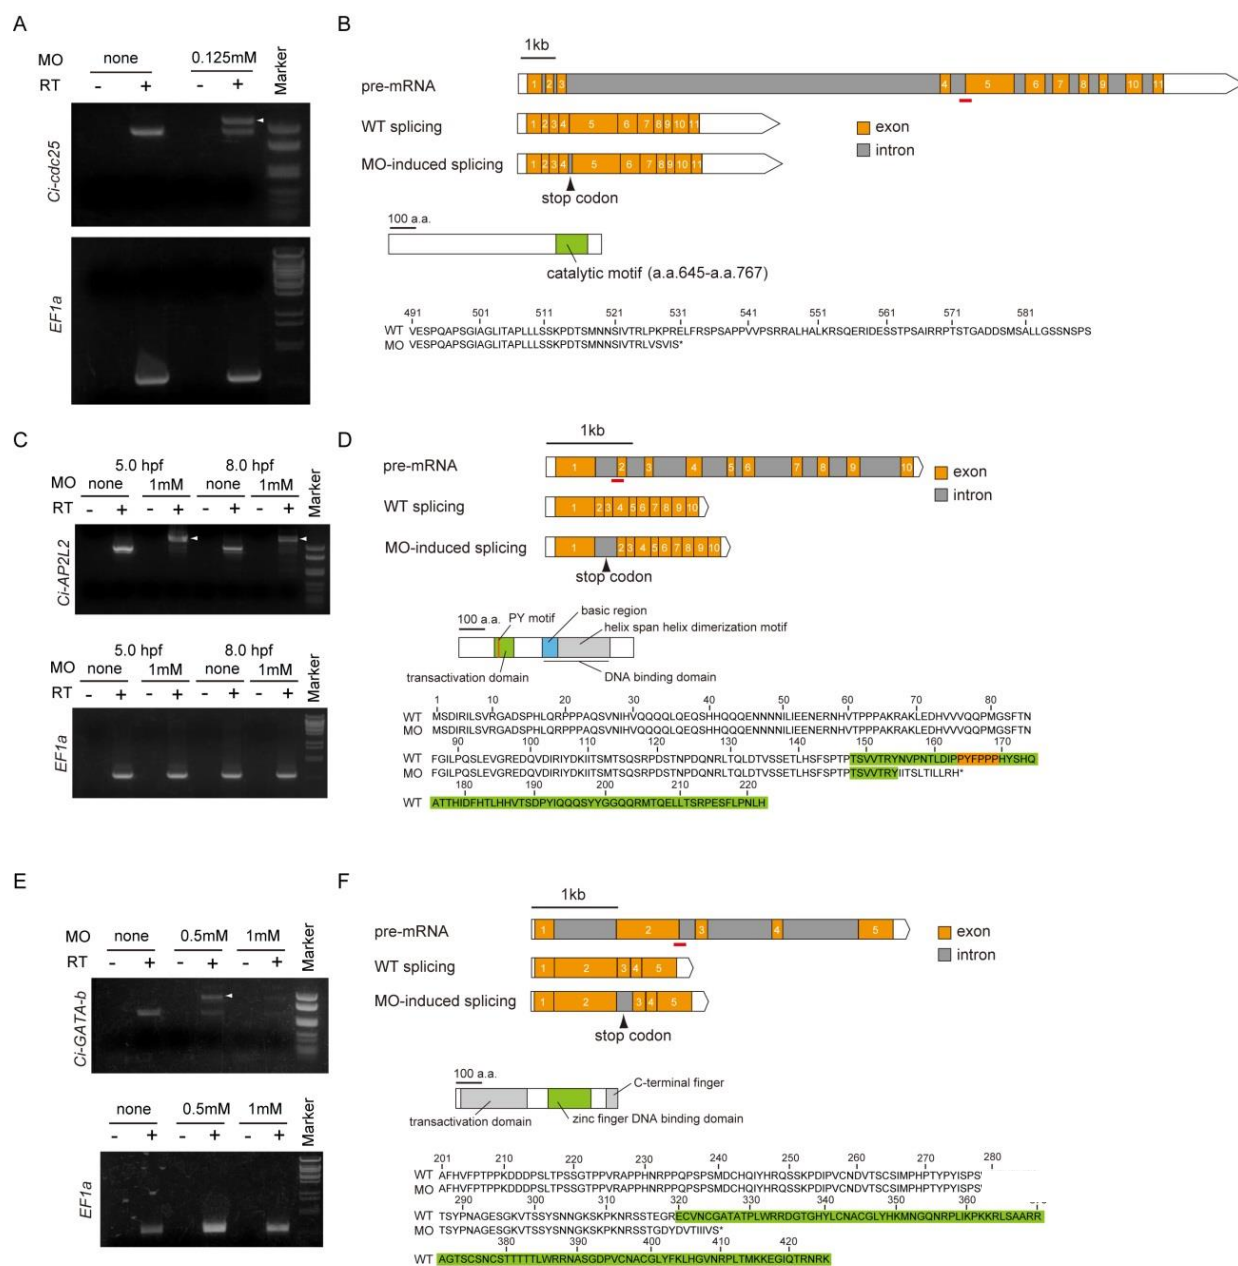 A
MO none 0.125mM Marker
RT - + - +
Ci-cdc25
EF1a
B
1kb
pre-mRNA 1 2 3 4 5 6 7 8 9 10 11
WT splicing 1 2 3 4 5 6 7 8 9 10 11
exon
intron
MO-induced splicing 1 2 3 4 5 6 7 8 9 10 11
stop codon
100 a.a.
catalytic motif (a.a.645-a.a.767)
491 501 511 521 531 541 551 561 571 581
WT VESPQAPSGIAGLITAPLLLSSKPDTSMNNSIVTRLPKPRELFRSPSAPPVVPSRRALHALKRSQERIDESSTPSAIRRPTSTGADDSMSALLGSSNSPS
MO VESPQAPSGIAGLITAPLLLSSKPDTSMNNSIVTRLVSVIS*
C
5.0 hpf 8.0 hpf
MO none 1mM none 1mM Marker
RT - + - + - + - +
Ci-AP2L2
5.0 hpf 8.0 hpf
MO none 1mM none 1mM Marker
RT - + - + - + - +
EF1a
D
1kb
pre-mRNA 1 2 3 4 5 6 7 8 9 10
exon
intron
WT splicing 1 2 3 4 5 6 7 8 9 10
MO-induced splicing 1 2 3 4 5 6 7 8 9 10
stop codon
100 a.a.
PY motif
basic region
helix span helix dimerization motif
transactivation domain
DNA binding domain
1 10 20 30 40 50 60 70 80
WT MSDIRILSVRGADSPHLQRPPPAQSVNIHVQQQQLQEQSHHQQQENNNNILIEENERNHVTPPPAKRAKLEDHVVVQQPMGSFTN
MO MSDIRILSVRGADSPHLQRPPPAQSVNIHVQQQQLQEQSHHQQQENNNNILIEENERNHVTPPPAKRAKLEDHVVVQQPMGSFTN
90 100 110 120 130 140 150 160 170
WT FGILPQSLEVGREDQVDIRIYDKIITSMTSQSRPDSTNPDQNRLTQLDTVSSETLHSFSPTPTSVVTRYNVPNTLDIPPYFPPPHYSHQ
MO FGILPQSLEVGREDQVDIRIYDKIITSMTSQSRPDSTNPDQNRLTQLDTVSSETLHSFSPTPTSVVTRYIITSLTILLRH*
180 190 200 210 220
WT ATTHIDFHTLHHVTSDPYIQQQSYYGGQQRMTQELLTSRPESFLPNLH
E
MO none 0.5mM 1mM Marker
RT - + - + - +
Ci-GATA-b
none 0.5mM 1mM Marker
- + - + - +
EF1a
F
1kb
pre-mRNA 1 2 3 4 5
exon
intron
WT splicing 1 2 3 4 5
MO-induced splicing 1 2 3 4 5
stop codon
100 a.a.
C-terminal finger
transactivation domain
zinc finger DNA binding domain
201 210 220 230 240 250 260 270 280
WT AFHVFPTPPKDDDPSLTPSSGTPPVRAPPHNRPPQPSPSMDCHQIYHRQSSKPDIPVCNDVTSCSIMPHPTYPYISPS
MO AFHVFPTPPKDDDPSLTPSSGTPPVRAPPHNRPPQPSPSMDCHQIYHRQSSKPDIPVCNDVTSCSIMPHPTYPYISPS
290 300 310 320 330 340 350 360
WT TSYPNAGESGKVTSSYSNNGKSKPKNRSSTEGRECVNCGATATPLWRRDGTGHYLCNACGLYHKMNGQNRPLIKPKKRLSAARR
MO TSYPNAGESGKVTSSYSNNGKSKPKNRSSTGDYDVTIIVS*
380 390 400 410 420
WT AGTSCSNCSTTTTTLWRRNASGDPVCNACGLYFKLHGVNRPLTMKKEGIQTRNRK